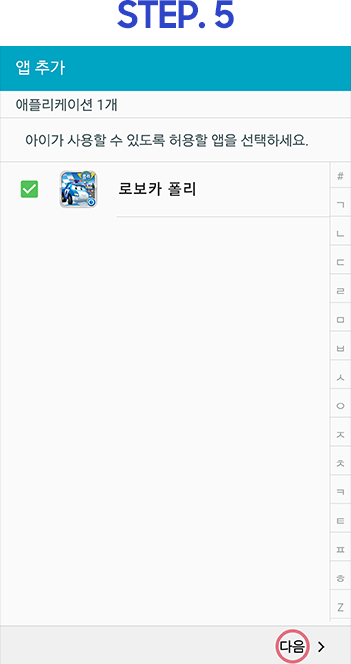 STEP. 5
앱 추가
애플리케이션 1개
아이가 사용할 수 있도록 허용할 앱을 선택하세요.
로보카 폴리
#
ㄱ
ㄴ
ㄷ
ㄹ
ㅁ
ㅂ
ㅅ
ㅇ
ㅈ
ㅊ
ㅋ
ㅌ
ㅍ
ㅎ
Z
다음 >